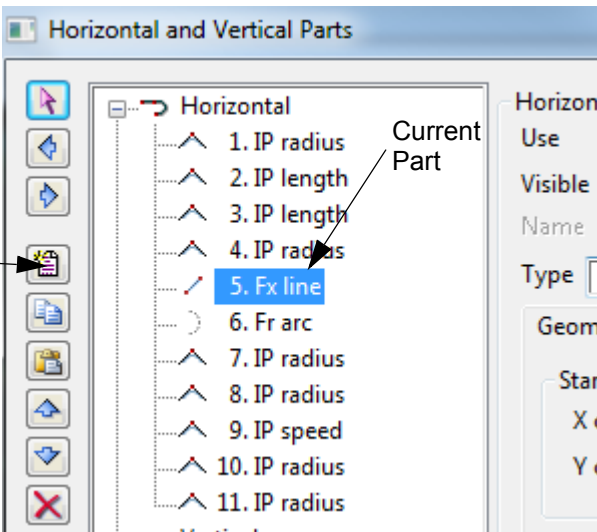 Horizontal and Vertical Parts
Horizontal
1. IP radius
2. IP length
3. IP length
4. IP radius
5. Fx line
6. Fr arc
7. IP radius
8. IP radius
9. IP speed
10. IP radius
11. IP radius
Current
Part
Horizon
Use
Visible
Name
Type
Geom
Star
X
Y